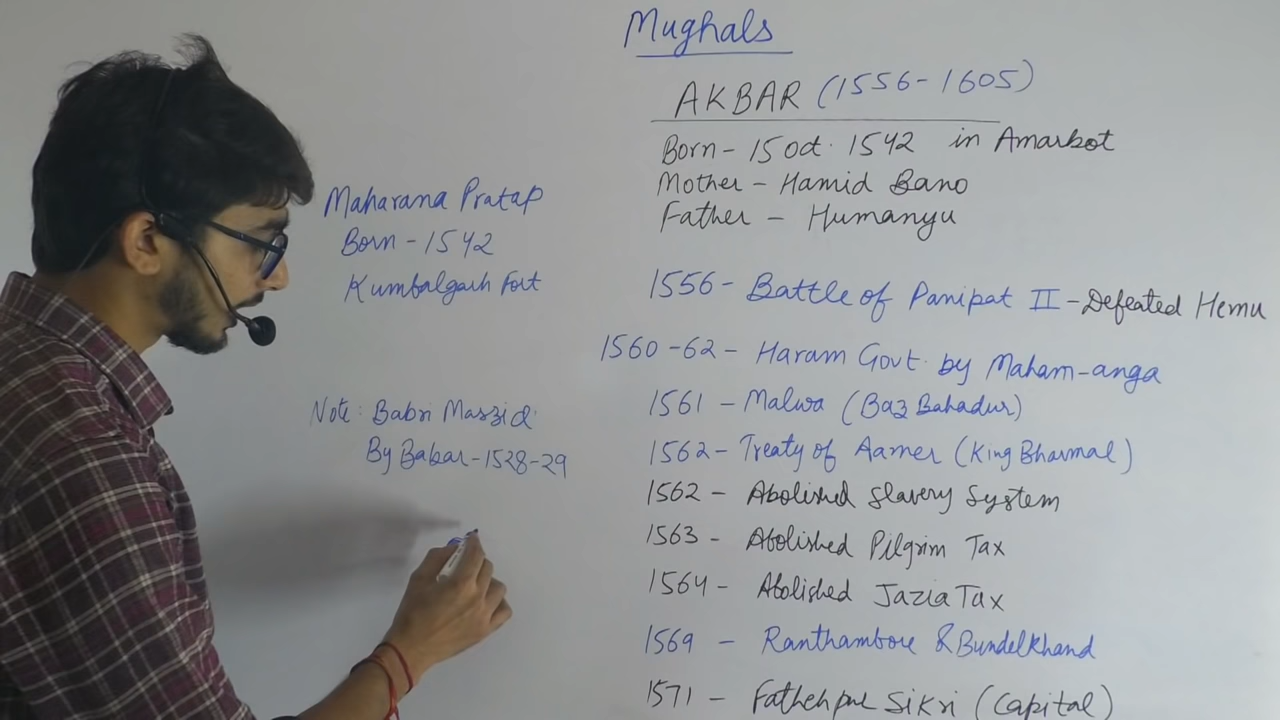 Mughals
AKBAR (1556-1605)
Born - 15 Oct. 1542 in Amarkot
Mother - Hamid Bano
Father - Humanyu
Maharana Pratap
Born - 1542
Kumbalgarh Fort
1556 - Battle of Panipat II - Defeated Hemu
1560-62 - Haram Govt. by Maham-anga
1561 - Malwa (Baz Bahadur)
Note: Babri Maszid
By Babar - 1528-29
1562 - Treaty of Aamer (King Bharmal)
1562 - Abolished Slavery System
1563 - Abolished Pilgrim Tax
1564 - Abolished Jazia Tax
1569 - Ranthambore & Bundelkhand
1571 - Fathehpur Sikri (Capital)